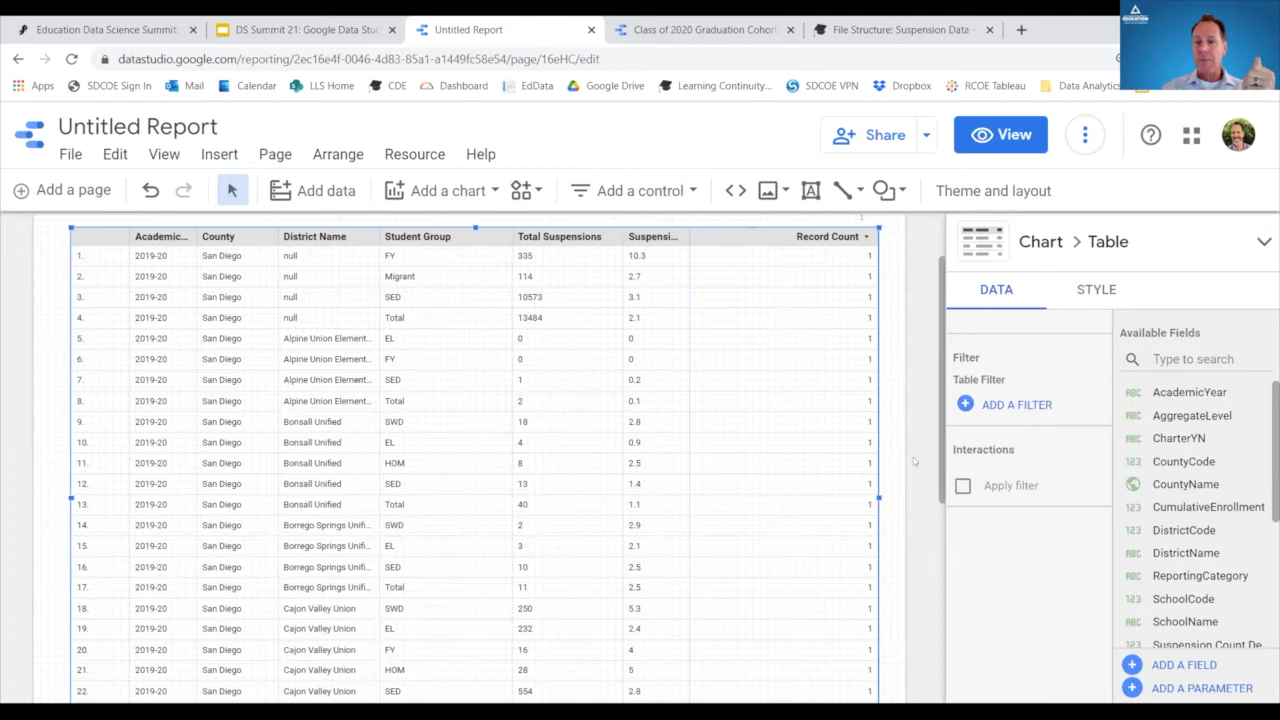 Education Data Science Summit
DS Summit 21: Google Data Stu
Untitled Report
Class of 2020 Graduation Cohort
File Structure: Suspension Data -
EDUCATION
datastudio.google.com/reporting/2ec16e4f-0046-4d83-85a1-a1449fc58e54/page/16eHC/edit
Apps SDCOE Sign In Mail Calendar LLS Home CDE Dashboard EdData Google Drive Learning Continuity... SDCOE VPN Dropbox RCOE Tableau Data Analytics
Untitled Report
Share
View
File Edit View Insert Page Arrange Resource Help
Add a page Add data Add a chart Add a control Theme and layout
Academic... County District Name Student Group Total Suspensions Suspensi... Record Count
1. 2019-20 San Diego null FY 335 10.3 1
2. 2019-20 San Diego null Migrant 114 2.7 1
3. 2019-20 San Diego null SED 10573 3.1 1
4. 2019-20 San Diego null Total 13484 2.1 1
5. 2019-20 San Diego Alpine Union Element... EL 0 0 1
6. 2019-20 San Diego Alpine Union Element... FY 0 0 1
7. 2019-20 San Diego Alpine Union Element... SED 1 0.2 1
8. 2019-20 San Diego Alpine Union Element... Total 2 0.1 1
9. 2019-20 San Diego Bonsall Unified SWD 18 2.8 1
10. 2019-20 San Diego Bonsall Unified EL 4 0.9 1
11. 2019-20 San Diego Bonsall Unified HOM 8 2.5 1
12. 2019-20 San Diego Bonsall Unified SED 13 1.4 1
13. 2019-20 San Diego Bonsall Unified Total 40 1.1 1
14. 2019-20 San Diego Borrego Springs Unifi... SWD 2 2.9 1
15. 2019-20 San Diego Borrego Springs Unifi... EL 3 2.1 1
16. 2019-20 San Diego Borrego Springs Unifi... SED 10 2.5 1
17. 2019-20 San Diego Borrego Springs Unifi... Total 11 2.5 1
18. 2019-20 San Diego Cajon Valley Union SWD 250 5.3 1
19. 2019-20 San Diego Cajon Valley Union EL 232 2.4 1
20. 2019-20 San Diego Cajon Valley Union FY 16 4 1
21. 2019-20 San Diego Cajon Valley Union HOM 28 5 1
22. 2019-20 San Diego Cajon Valley Union SED 554 2.8 1
Chart > Table
DATA STYLE
Filter
Table Filter
ADD A FILTER
Interactions
Apply filter
Available Fields
Type to search
ABC AcademicYear
ABC AggregateLevel
ABC CharterYN
123 CountyCode
CountyName
123 CumulativeEnrollment
123 DistrictCode
ABC DistrictName
ABC ReportingCategory
123 SchoolCode
ABC SchoolName
123 Suspension Count De
ADD A FIELD
ADD A PARAMETER